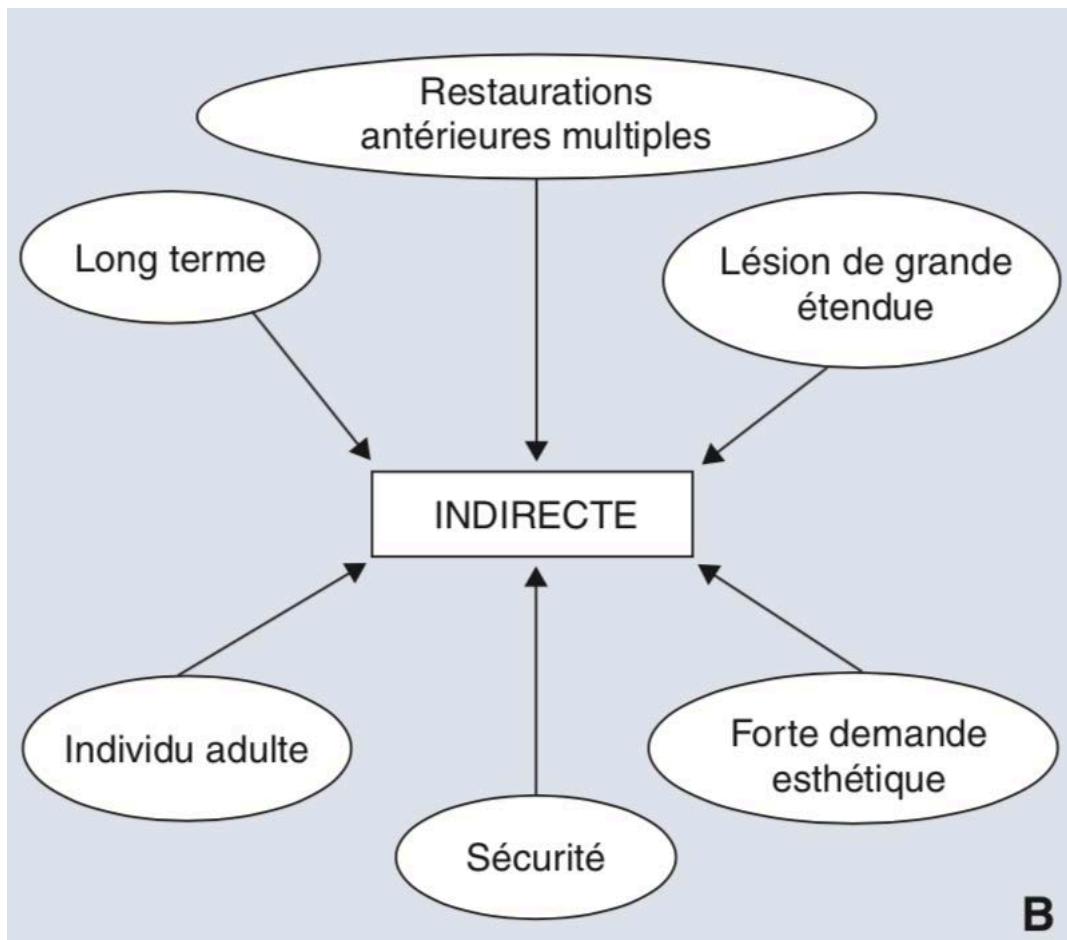 Restaurations
antérieures multiples
Long terme
Lésion de grande
étendue
INDIRECTE
Individu adulte
Forte demande
esthétique
Sécurité
B